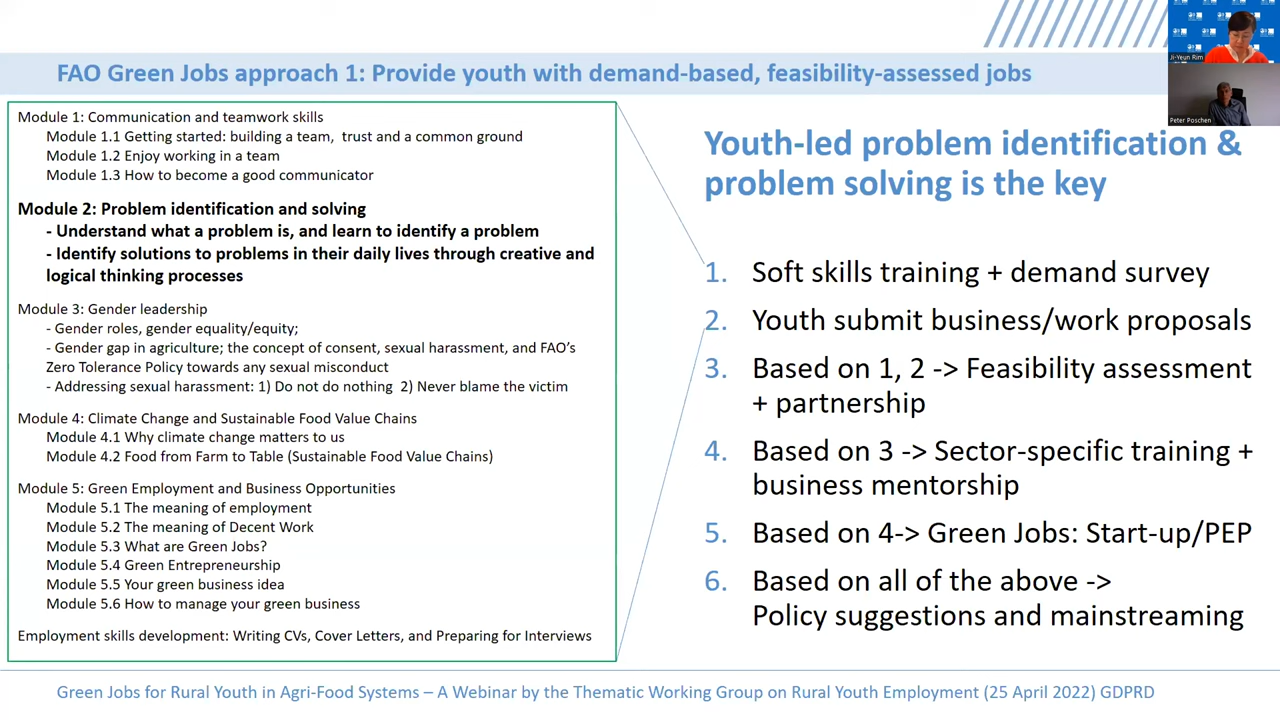 FAO Green Jobs approach 1: Provide youth with demand-based, feasibility-assessed jobs
Ji-Yeun Rim
Peter Poschen
Module 1: Communication and teamwork skills
Module 1.1 Getting started: building a team, trust and a common ground
Module 1.2 Enjoy working in a team
Module 1.3 How to become a good communicator
Module 2: Problem identification and solving
- Understand what a problem is, and learn to identify a problem
- Identify solutions to problems in their daily lives through creative and
logical thinking processes
Module 3: Gender leadership
- Gender roles, gender equality/equity;
- Gender gap in agriculture; the concept of consent, sexual harassment, and FAO's
Zero Tolerance Policy towards any sexual misconduct
- Addressing sexual harassment: 1) Do not do nothing 2) Never blame the victim
Module 4: Climate Change and Sustainable Food Value Chains
Module 4.1 Why climate change matters to us
Module 4.2 Food from Farm to Table (Sustainable Food Value Chains)
Module 5: Green Employment and Business Opportunities
Module 5.1 The meaning of employment
Module 5.2 The meaning of Decent Work
Module 5.3 What are Green Jobs?
Module 5.4 Green Entrepreneurship
Module 5.5 Your green business idea
Module 5.6 How to manage your green business
Employment skills development: Writing CVs, Cover Letters, and Preparing for Interviews
Youth-led problem identification &
problem solving is the key
1. Soft skills training + demand survey
2. Youth submit business/work proposals
3. Based on 1, 2 -> Feasibility assessment
+ partnership
4. Based on 3 -> Sector-specific training +
business mentorship
5. Based on 4-> Green Jobs: Start-up/PEP
6. Based on all of the above ->
Policy suggestions and mainstreaming
Green Jobs for Rural Youth in Agri-Food Systems – A Webinar by the Thematic Working Group on Rural Youth Employment (25 April 2022) GDPRD